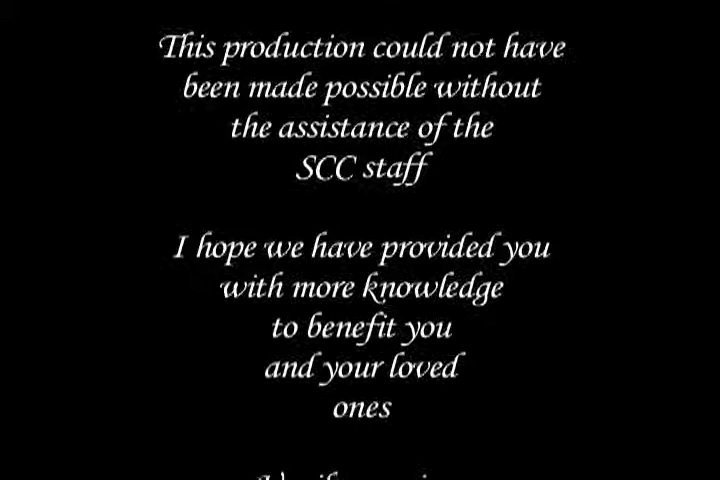 This production could not have
been made possible without
the assistance of the
SCC staff
I hope we have provided you
with more knowledge
to benefit you
and your loved
ones